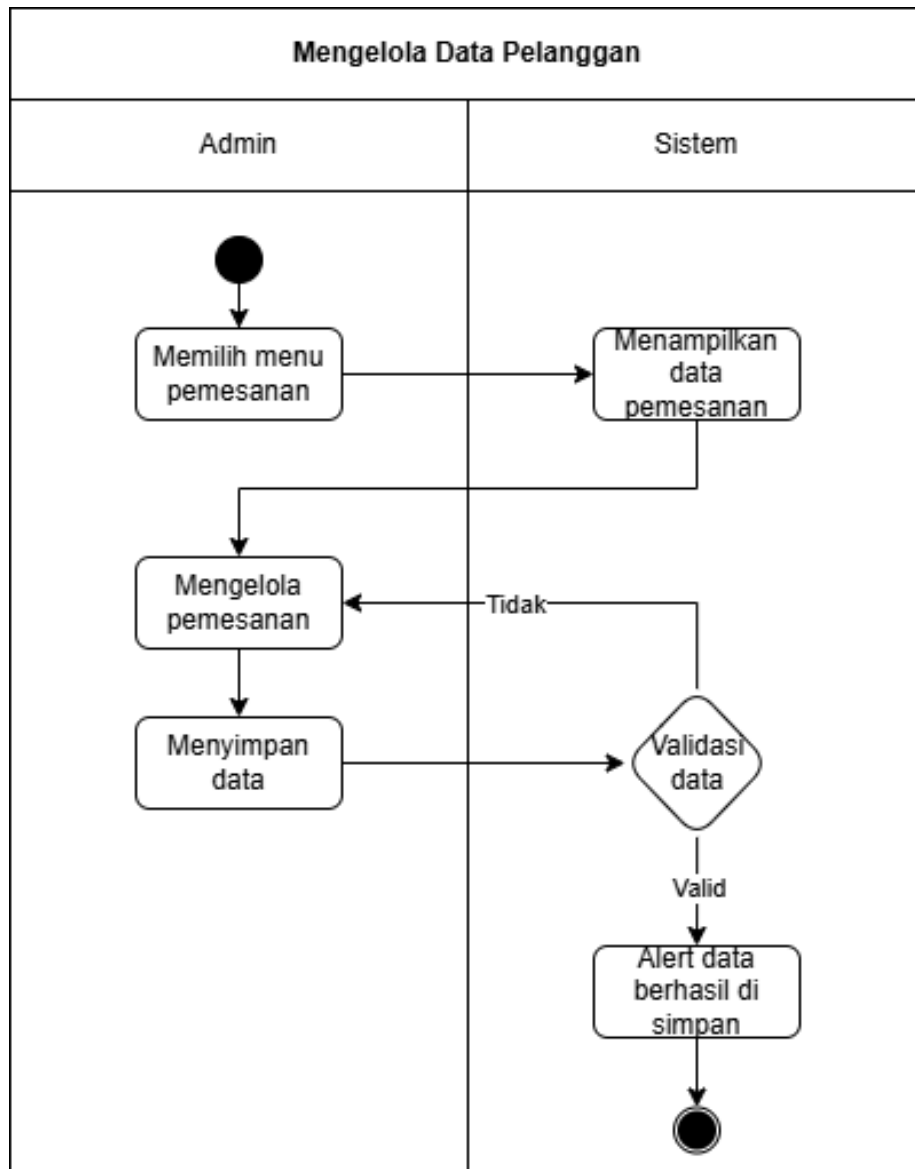 Mengelola Data Pelanggan
Admin
Sistem
Memilih menu
pemesanan
Menampilkan
data
pemesanan
Mengelola
pemesanan
Tidak
Menyimpan
data
Validasi
data
Valid
Alert data
berhasil di
simpan